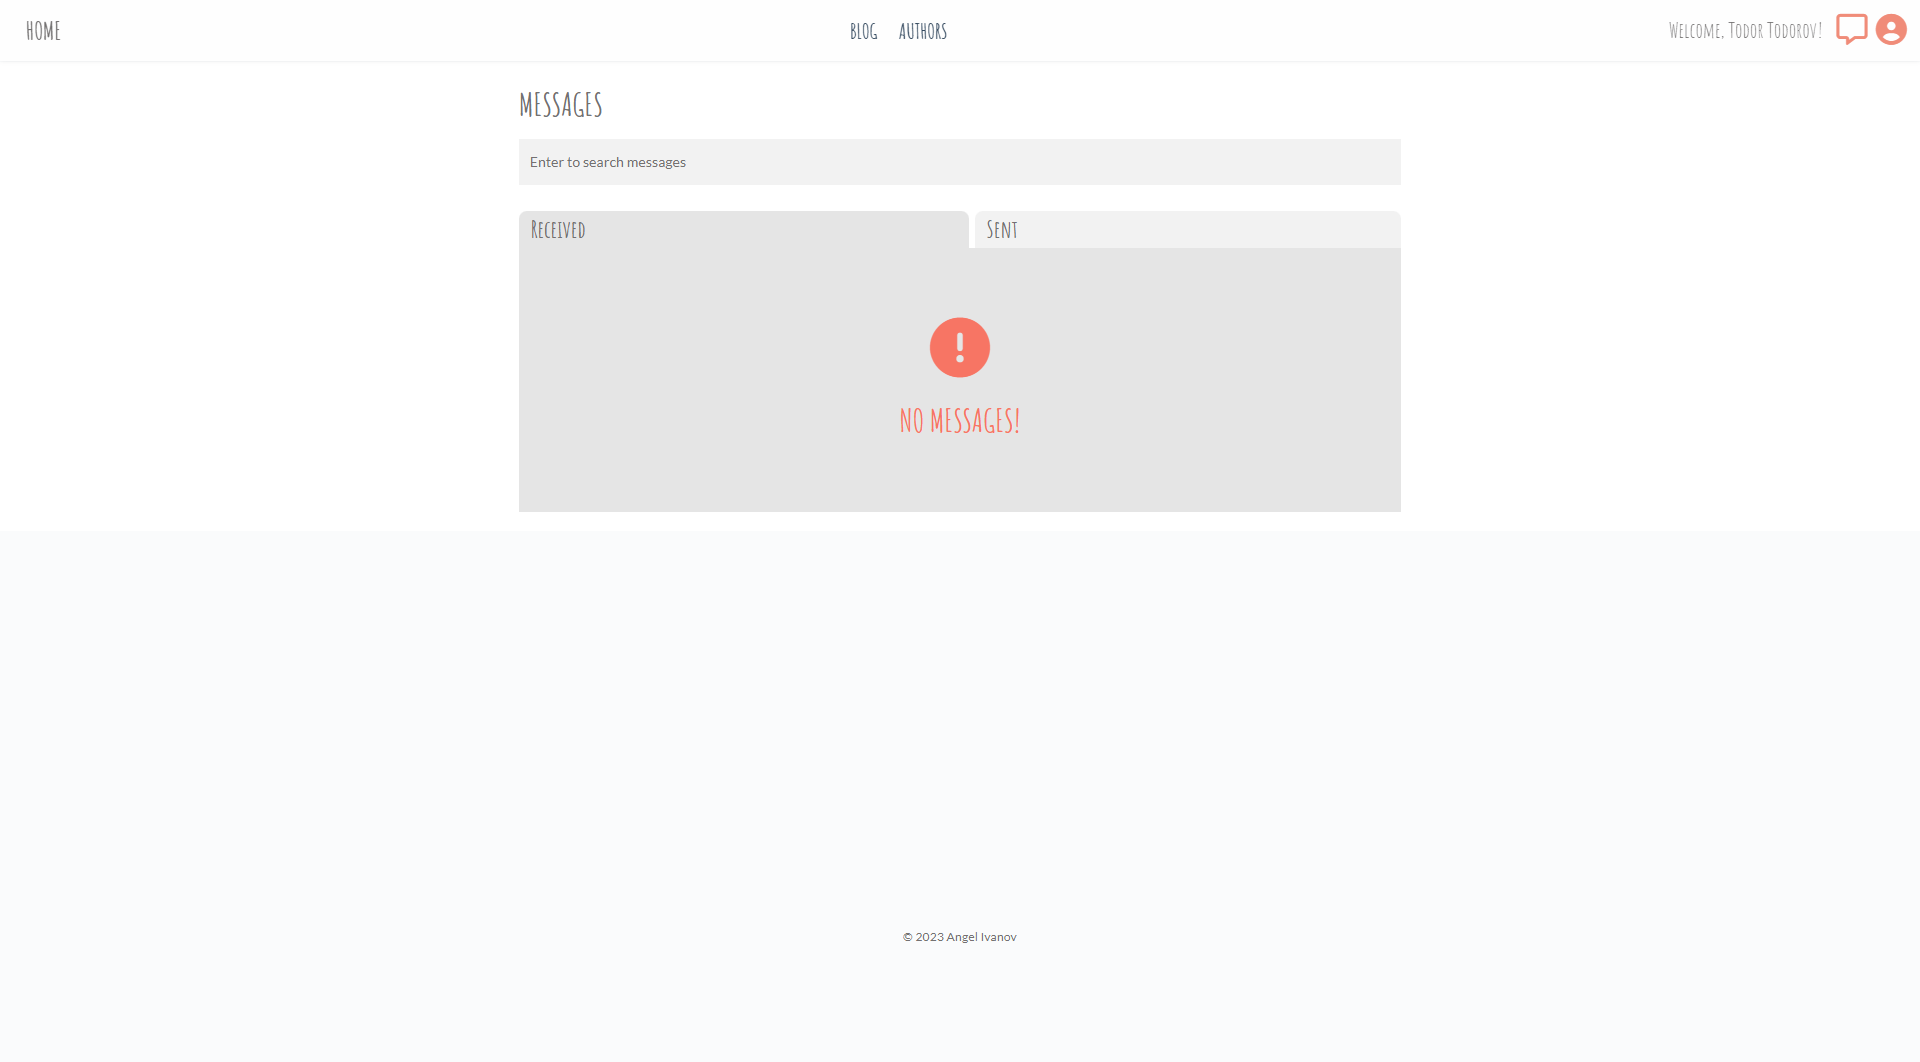 HOME BLOG AUTHORS Welcome, Todor Todorov!
MESSAGES
Enter to search messages
Received Sent
NO MESSAGES!
© 2023 Angel Ivanov